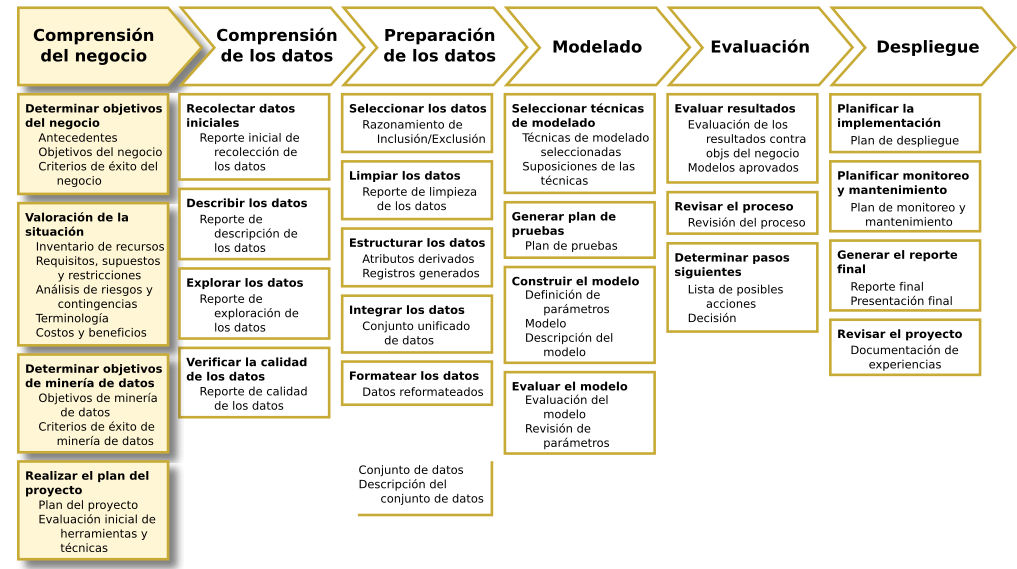 Comprensión
del negocio
Comprensión
de los datos
Preparación
de los datos
Modelado
Evaluación
Despliegue
Determinar objetivos
del negocio
Antecedentes
Objetivos del negocio
Criterios de éxito del
negocio
Valoración de la
situación
Inventario de recursos
Requisitos, supuestos
y restricciones
Análisis de riesgos y
contingencias
Terminología
Costos y beneficios
Determinar objetivos
de minería de datos
Objetivos de minería
de datos
Criterios de éxito de
minería de datos
Realizar el plan del
proyecto
Plan del proyecto
Evaluación inicial de
herramientas y
técnicas
Recolectar datos
iniciales
Reporte inicial de
recolección de
los datos
Describir los datos
Reporte de
descripción de
los datos
Explorar los datos
Reporte de
exploración de
los datos
Verificar la calidad
de los datos
Reporte de calidad
de los datos
Seleccionar los datos
Razonamiento de
Inclusión/Exclusión
Limpiar los datos
Reporte de limpieza
de los datos
Estructurar los datos
Atributos derivados
Registros generados
Integrar los datos
Conjunto unificado
de datos
Formatear los datos
Datos reformateados
Conjunto de datos
Descripción del
conjunto de datos
Seleccionar técnicas
de modelado
Técnicas de modelado
seleccionadas
Suposiciones de las
técnicas
Generar plan de
pruebas
Plan de pruebas
Construir el modelo
Definición de
parámetros
Modelo
Descripción del
modelo
Evaluar el modelo
Evaluación del
modelo
Revisión de
parámetros
Evaluar resultados
Evaluación de los
resultados contra
objs del negocio
Modelos aprovados
Revisar el proceso
Revisión del proceso
Determinar pasos
siguientes
Lista de posibles
acciones
Decisión
Planificar la
implementación
Plan de despliegue
Planificar monitoreo
y mantenimiento
Plan de monitoreo y
mantenimiento
Generar el reporte
final
Reporte final
Presentación final
Revisar el proyecto
Documentación de
experiencias